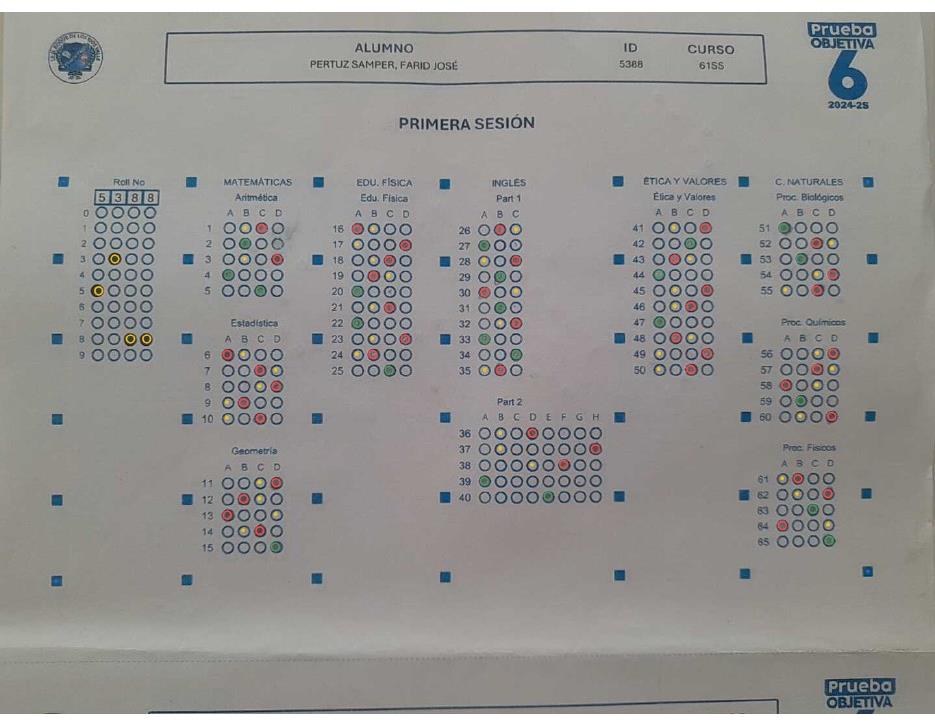 ALUMNO
PERTUZ SAMPER, FARID JOSÉ
ID
5388
CURSO
61SS
Prueba
OBJETIVA
6
2024-2S
PRIMERA SESIÓN
Roll No
5 3 8 8
0
1
2
3
4
5
6
7
8
9
MATEMÁTICAS
Aritmética
A B C D
1
2
3
4
5
Estadística
A B C D
6
7
8
9
10
Geometría
A B C D
11
12
13
14
15
EDU. FÍSICA
Edu. Física
A B C D
16
17
18
19
20
21
22
23
24
25
INGLÉS
Part 1
A B C
26
27
28
29
30
31
32
33
34
35
Part 2
A B C D E F G H
36
37
38
39
40
ÉTICA Y VALORES
Ética y Valores
A B C D
41
42
43
44
45
46
47
48
49
50
C. NATURALES
Proc. Biológicos
A B C D
51
52
53
54
55
Proc. Químicos
A B C D
56
57
58
59
60
Proc. Físicos
A B C D
61
62
63
64
65
Prueba
OBJETIVA